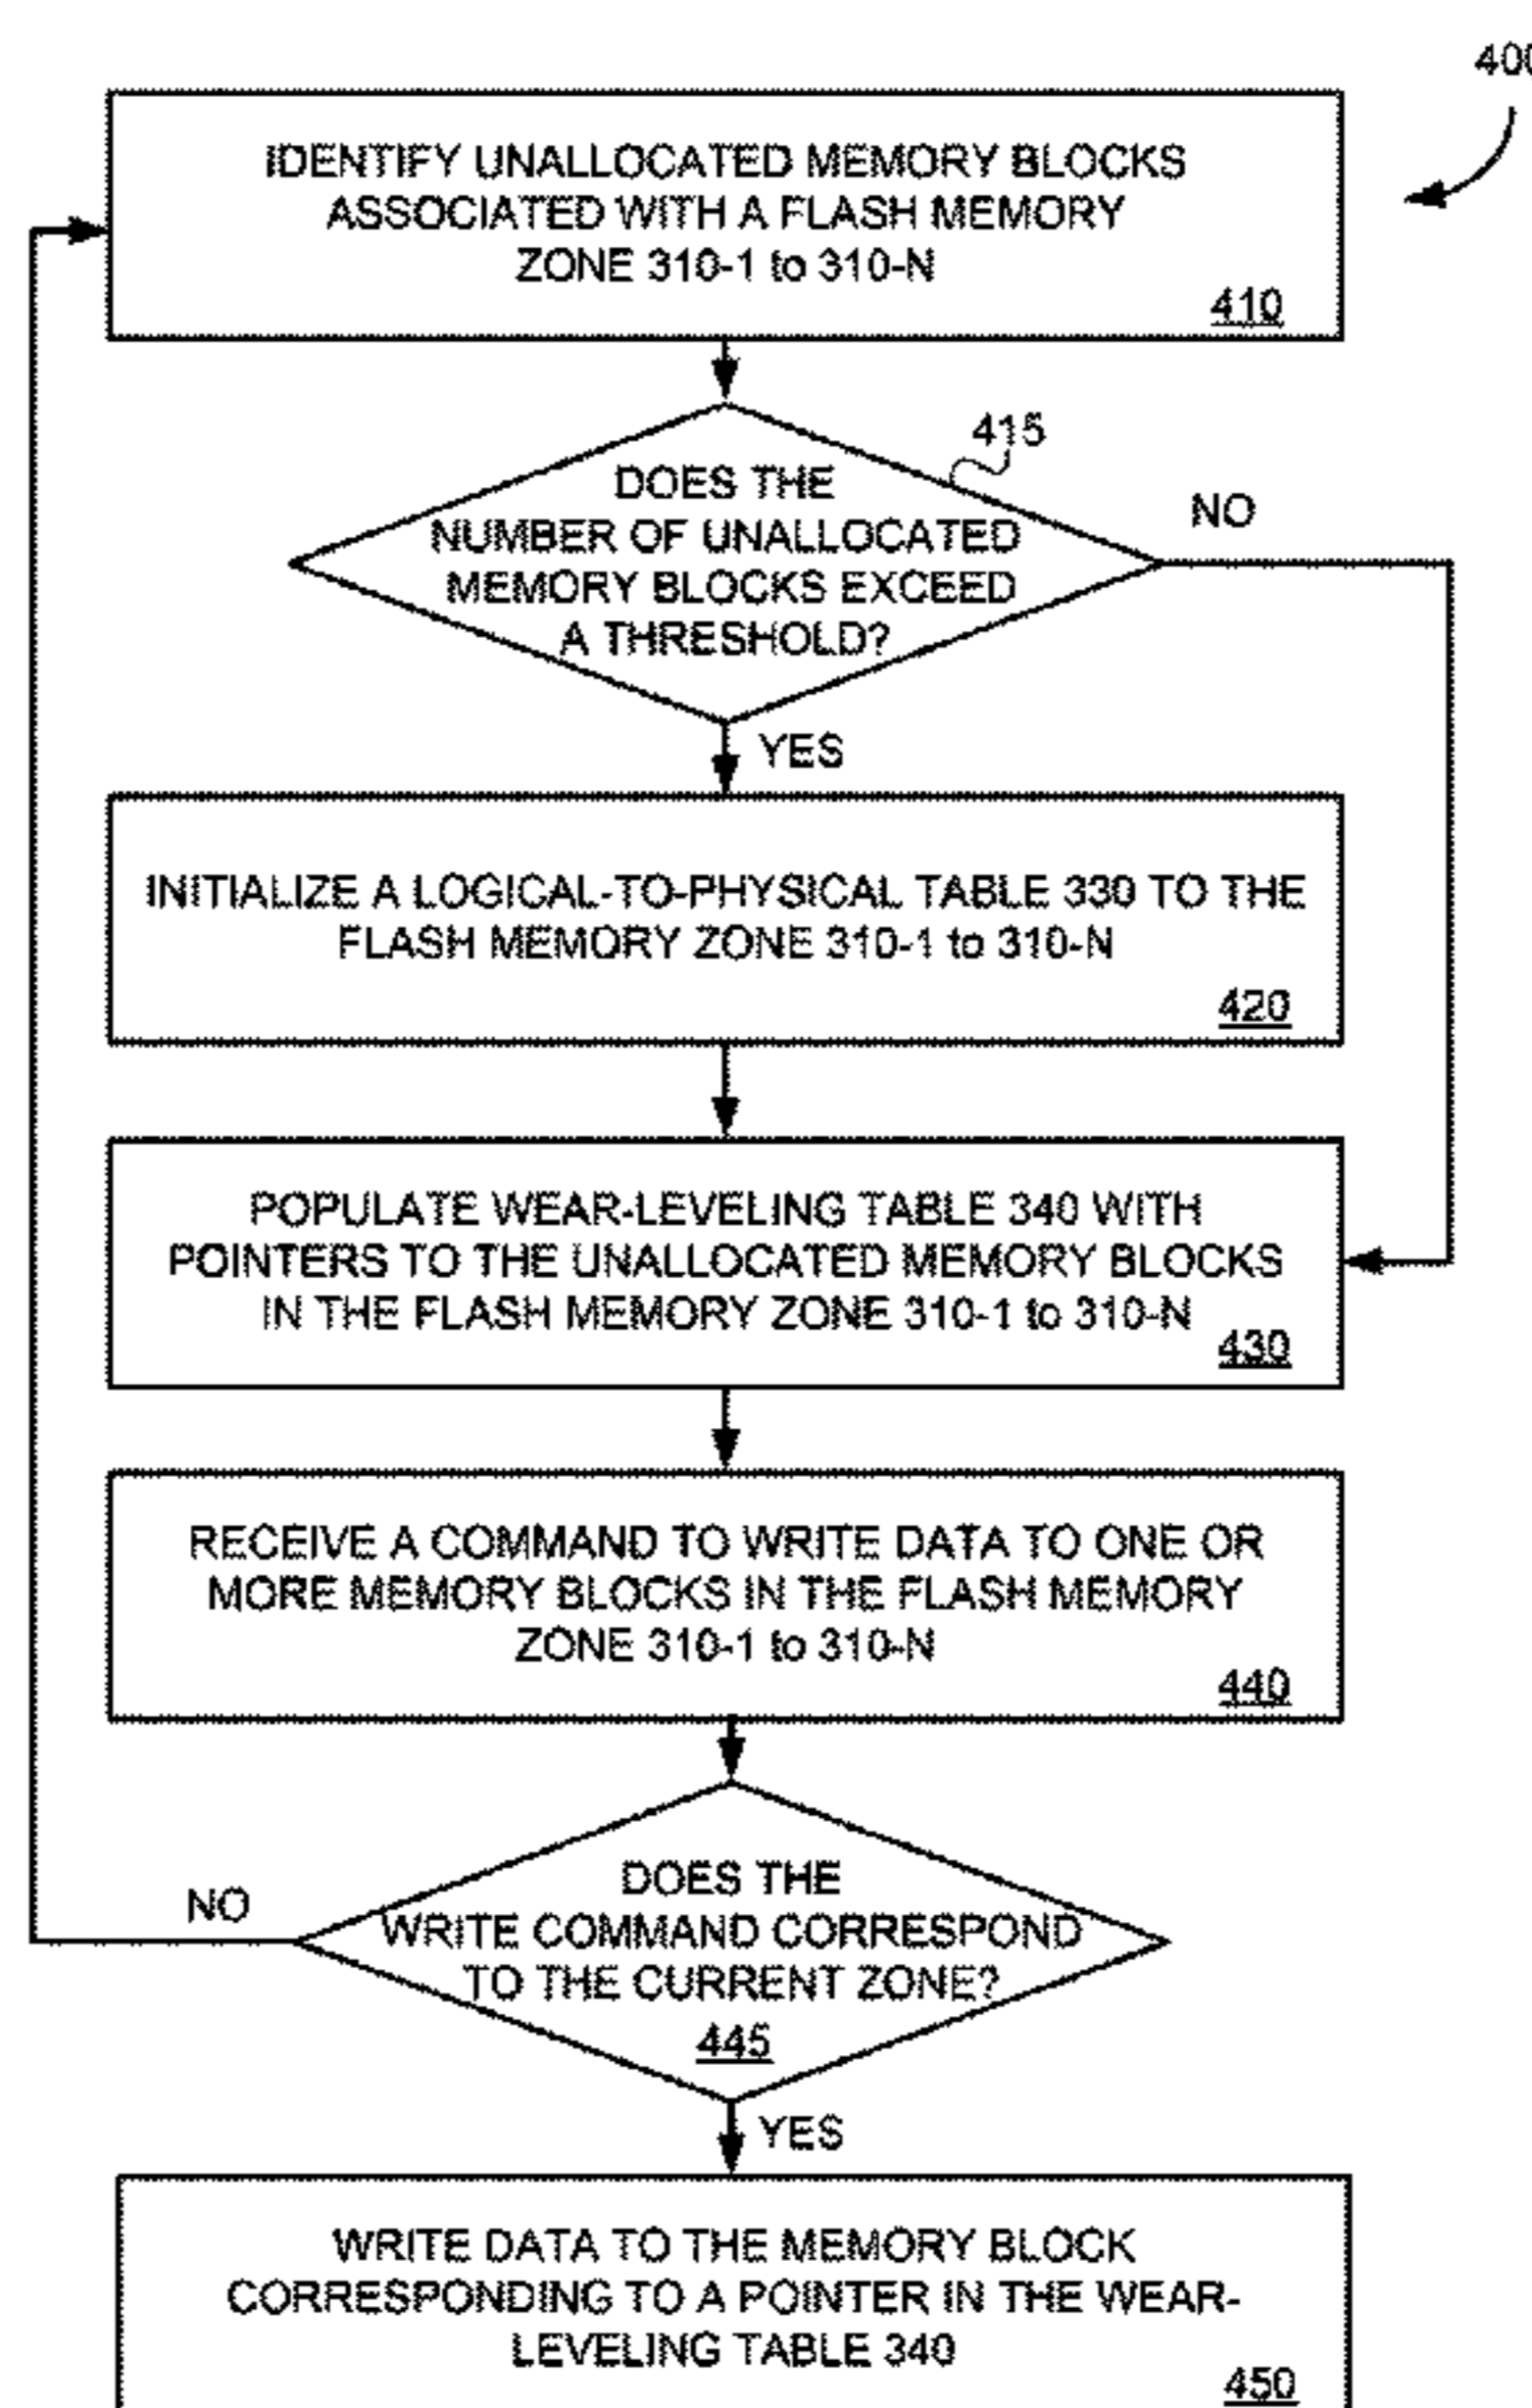 400
IDENTIFY UNALLOCATED MEMORY BLOCKS
ASSOCIATED WITH A FLASH MEMORY
ZONE 310-1 to 310-N
410
415
DOES THE
NUMBER OF UNALLOCATED
MEMORY BLOCKS EXCEED
A THRESHOLD?
NO
YES
INITIALIZE A LOGICAL-TO-PHYSICAL TABLE 330 TO THE
FLASH MEMORY ZONE 310-1 to 310-N
420
POPULATE WEAR-LEVELING TABLE 340 WITH
POINTERS TO THE UNALLOCATED MEMORY BLOCKS
IN THE FLASH MEMORY ZONE 310-1 to 310-N
430
RECEIVE A COMMAND TO WRITE DATA TO ONE OR
MORE MEMORY BLOCKS IN THE FLASH MEMORY
ZONE 310-1 to 310-N
440
DOES THE
WRITE COMMAND CORRESPOND
TO THE CURRENT ZONE?
445
NO
YES
WRITE DATA TO THE MEMORY BLOCK
CORRESPONDING TO A POINTER IN THE WEAR-
LEVELING TABLE 340
450